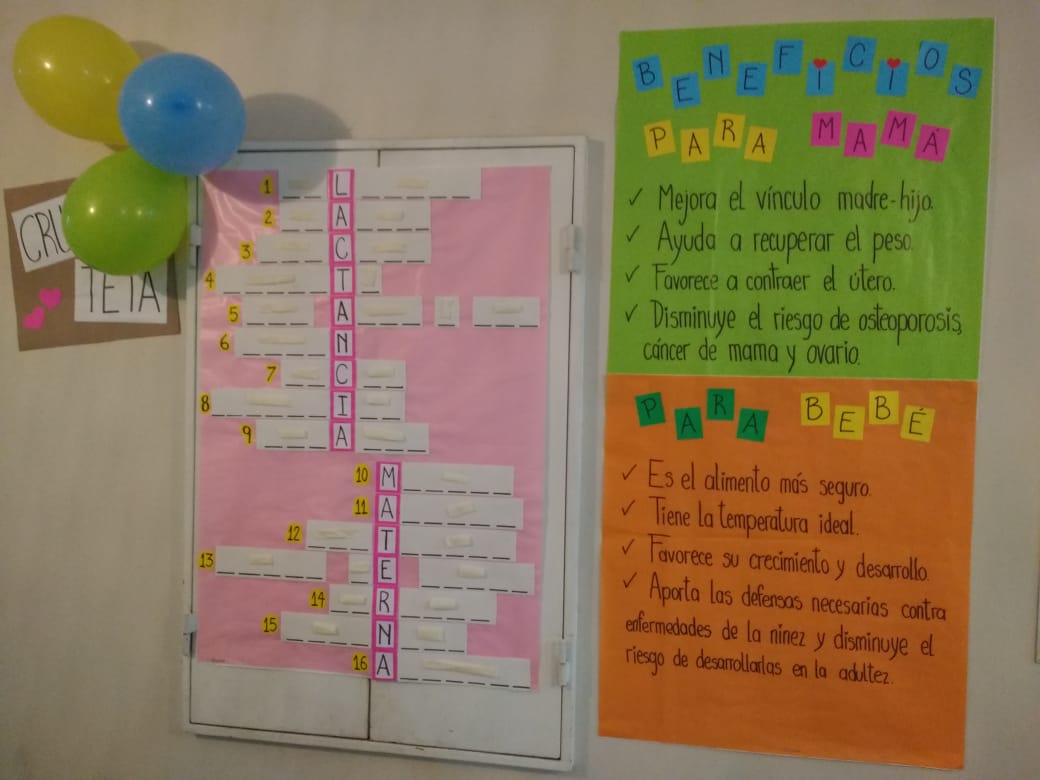 CRU
TETA
1 L
2 A
3 C
4 T
5 A
6 N
7 C
8 I
9 A
10 M
11 A
12 T
13 E
14 R
15 N
16 A
BENEFICIOS
PARA MAMÁ
✓ Mejora el vínculo madre-hijo.
✓ Ayuda a recuperar el peso.
✓ Favorece a contraer el útero.
✓ Disminuye el riesgo de osteoporosis,
cáncer de mama y ovario.
PARA BEBÉ
✓ Es el alimento más seguro.
✓ Tiene la temperatura ideal.
✓ Favorece su crecimiento y desarrollo.
✓ Aporta las defensas necesarias contra
enfermedades de la ninez y disminuye el
riesgo de desarrollarlas en la adultez.